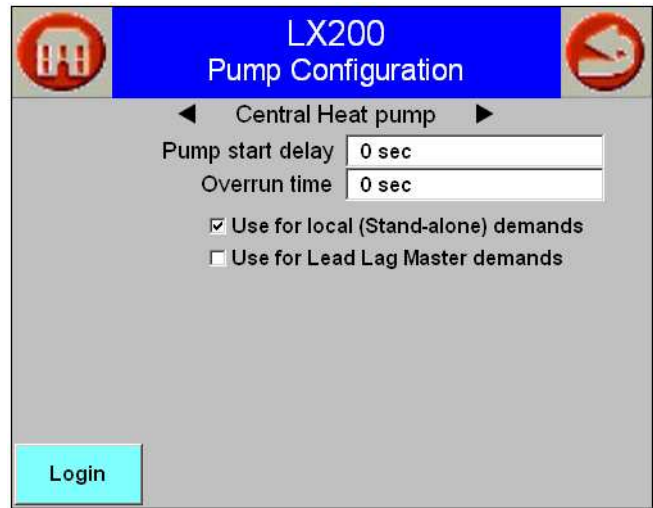 LX200
Pump Configuration
◄ Central Heat pump ►
Pump start delay 0 sec
Overrun time 0 sec
Use for local (Stand-alone) demands
Use for Lead Lag Master demands
Login